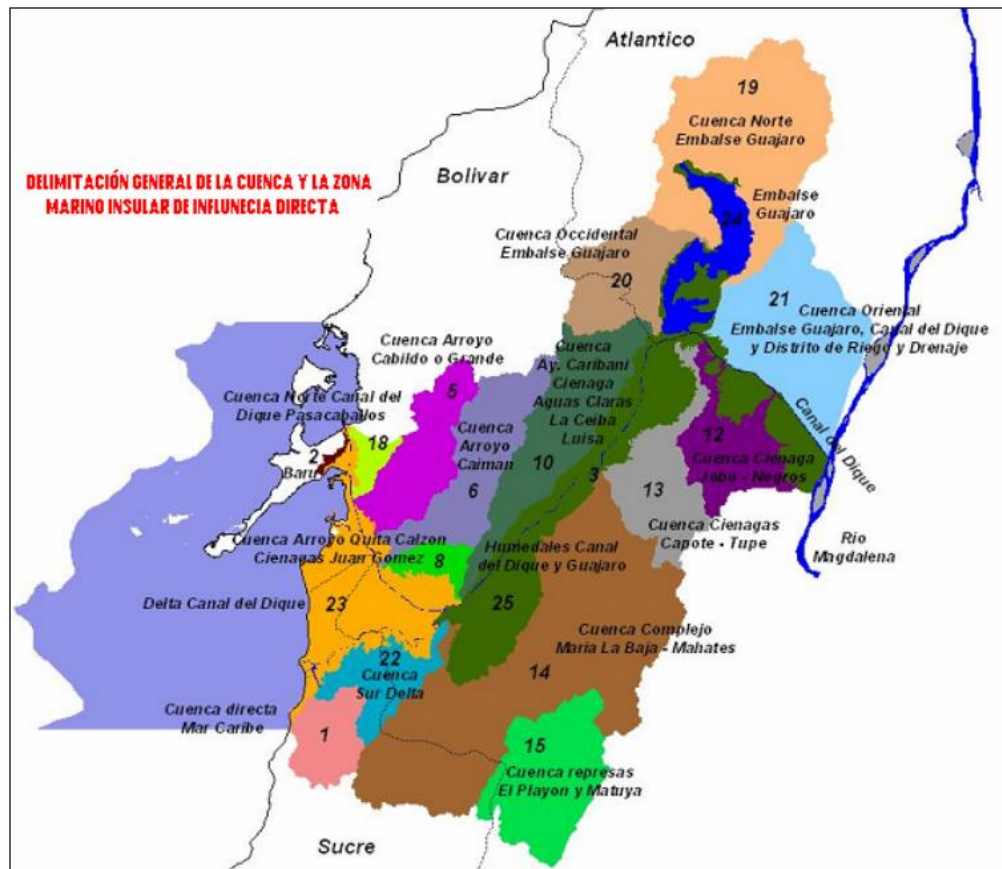 Atlantico
19
Cuenca Norte
Embalse Guajaro
Bolivar
DELIMITACIÓN GENERAL DE LA CUENCA Y LA ZONA
MARINO INSULAR DE INFLUNECIA DIRECTA
Embalse
Guajaro
24
Cuenca Occidental
Embalse Guajaro
20
21
Cuenca Oriental
Embalse Guajaro, Canal del Dique
y Distrito de Riego y Drenaje
Cuenca Arroyo
Cabildo o Grande
5
Cuenca
Ay. Caribani
Cienaga
Aguas Claras
La Ceiba
Luisa
10
Cuenca Norte Canal del
Dique Pasacaballos
18
2
Baru
Cuenca
Arroyo
Caiman
6
3
Canal del Dique
12
Cuenca Cienaga
Jobo - Negros
13
Cuenca Cienagas
Capote - Tupe
Rio
Magdalena
Cuenca Arroyo Quita Calzon
Cienagas Juan Gomez
8
Humedales Canal
del Dique y Guajaro
25
Delta Canal del Dique
23
22
Cuenca
Sur Delta
Cuenca Complejo
Maria La Baja - Mahates
14
Cuenca directa
Mar Caribe
1
15
Cuenca represas
El Playon y Matuya
Sucre